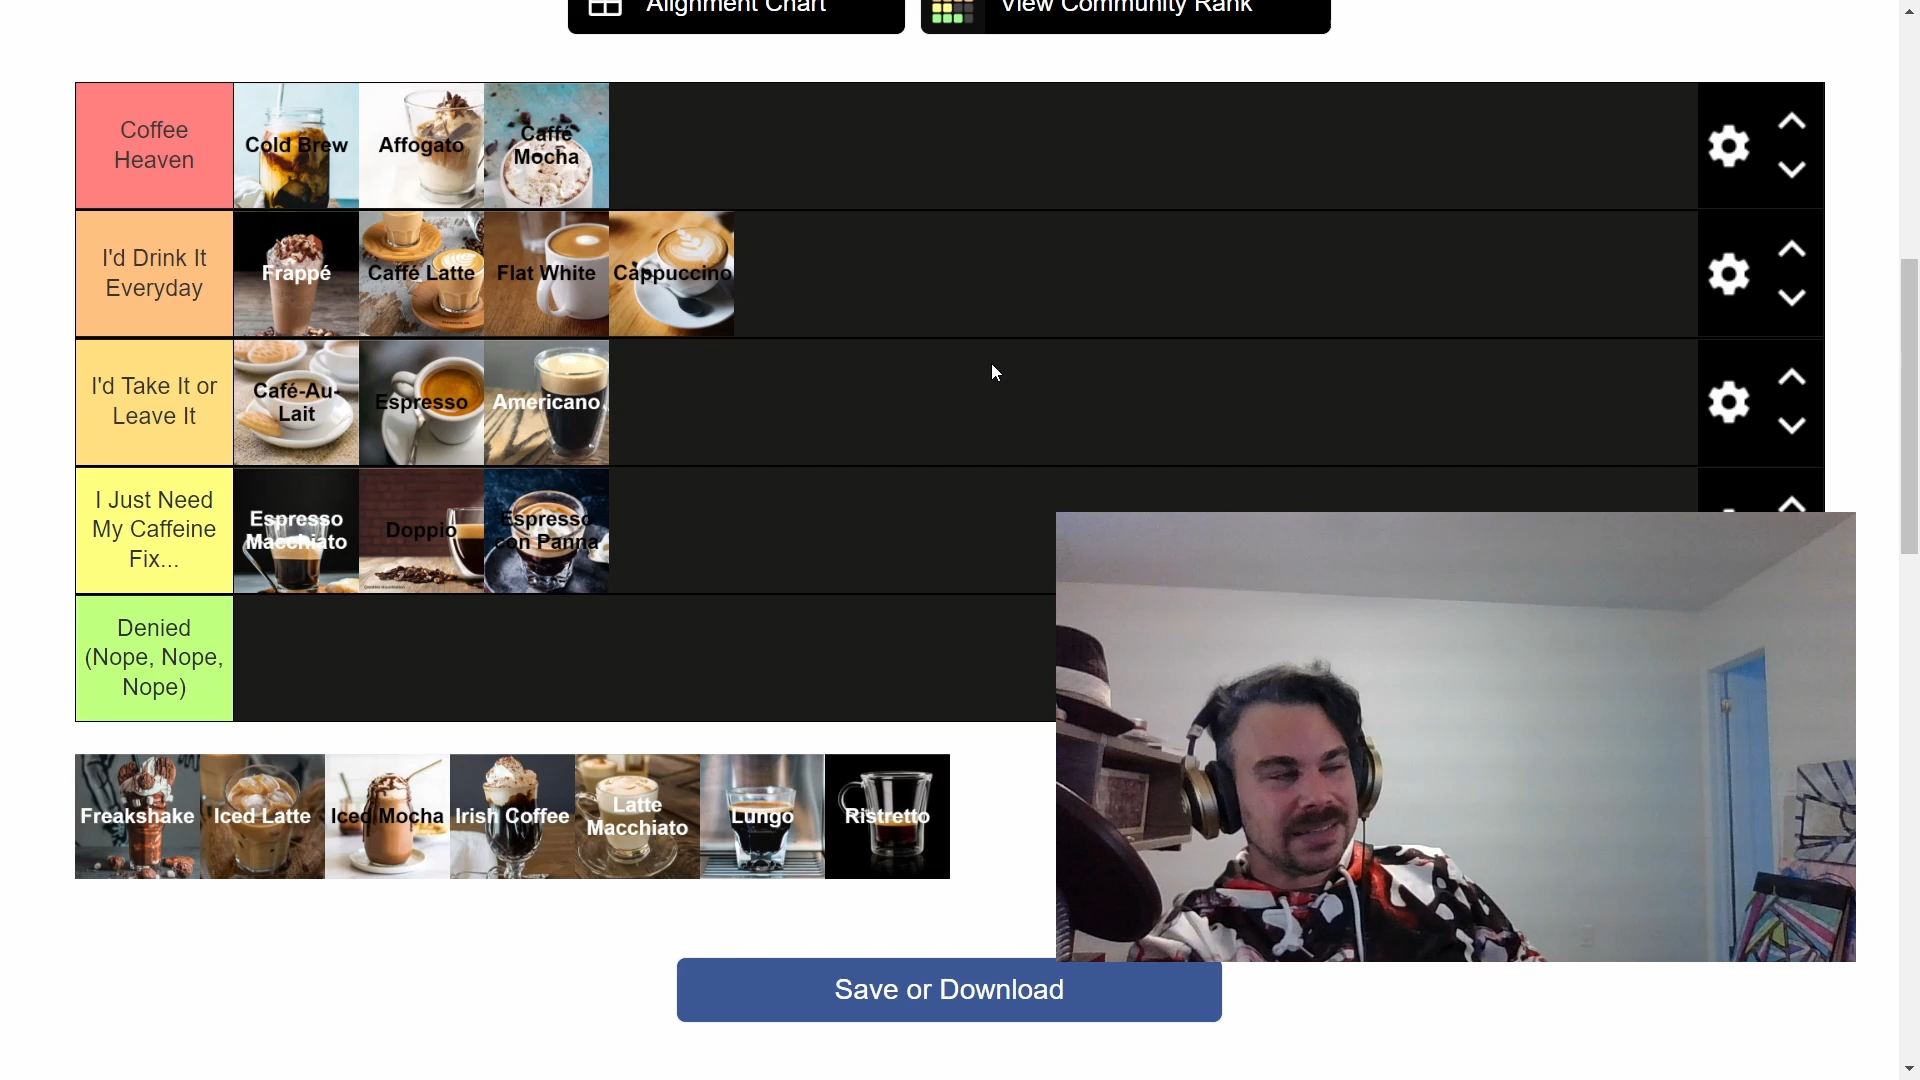 Alignment Chart
View Community Rank
Coffee
Heaven
Cold Brew
Affogato
Caffé
Mocha
I'd Drink It
Everyday
Frappé
Caffé Latte
Flat White
Cappuccino
I'd Take It or
Leave It
Café-Au-
Lait
Espresso
Americano
I Just Need
My Caffeine
Fix...
Espresso
Macchiato
Doppio
Espresso
con Panna
Denied
(Nope, Nope,
Nope)
Freakshake
Iced Latte
Iced Mocha
Irish Coffee
Latte
Macchiato
Lungo
Ristretto
Save or Download